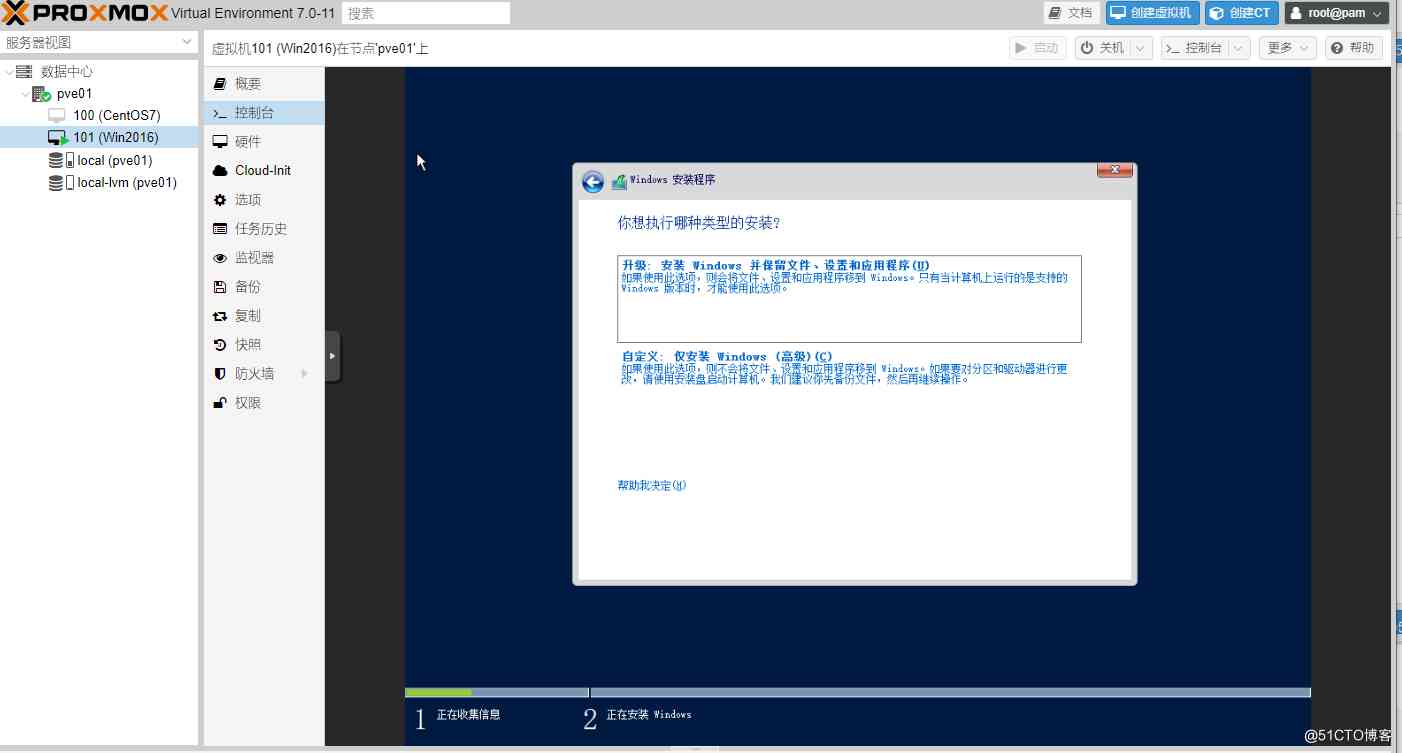 PROXMOX Virtual Environment 7.0-11 搜索 文档 创建虚拟机 创建CT root@pam
服务器视图
虚拟机101 (Win2016)在节点'pve01'上 启动 关机 控制台 更多 帮助
数据中心
pve01
100 (CentOS7)
101 (Win2016)
local (pve01)
local-lvm (pve01)
概要
控制台
硬件
Cloud-Init
选项
任务历史
监视器
备份
复制
快照
防火墙
权限
Windows 安装程序
你想执行哪种类型的安装?
升级: 安装 Windows 并保留文件、设置和应用程序(U)
如果使用此选项，则会将文件、设置和应用程序移到 Windows。只有当计算机上运行的是支持的
Windows 版本时，才能使用此选项。
自定义: 仅安装 Windows (高级)(C)
如果使用此选项，则不会将文件、设置和应用程序移到 Windows。如果要对分区和驱动器进行更
改，请使用安装盘启动计算机。我们建议你先备份文件，然后再继续操作。
帮助我决定(H)
1 正在收集信息
2 正在安装 Windows
@51CTO博客